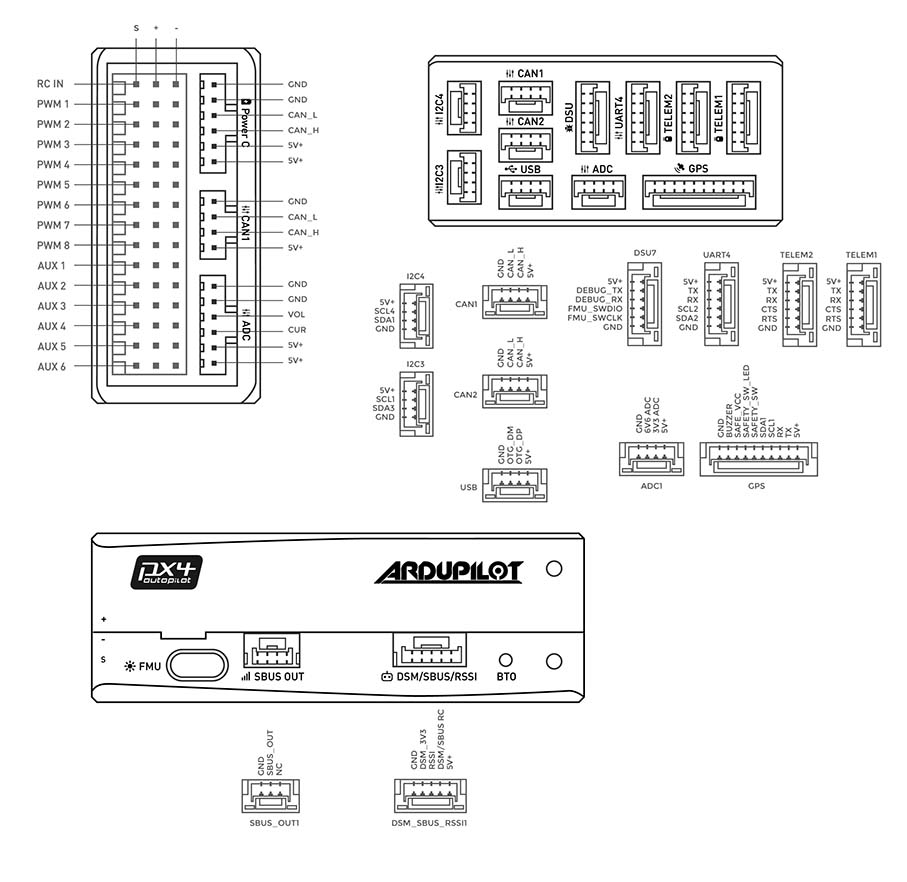 S + -
RC IN
PWM 1
PWM 2
PWM 3
PWM 4
PWM 5
PWM 6
PWM 7
PWM 8
AUX 1
AUX 2
AUX 3
AUX 4
AUX 5
AUX 6
Power C
CAN1
ADC
GND
GND
CAN_L
CAN_H
5V+
5V+
GND
CAN_L
CAN_H
5V+
GND
GND
VOL
CUR
5V+
5V+
I2C4
I2C3
CAN1
CAN2
USB
DSU
UART4
TELEM2
TELEM1
ADC
GPS
I2C4
5V+
SCL4
SDA1
GND
I2C3
5V+
SCL1
SDA3
GND
GND
CAN_L
CAN_H
5V+
CAN1
GND
CAN_L
CAN_H
5V+
CAN2
GND
OTG_DM
OTG_DP
5V+
USB
DSU7
5V+
DEBUG_TX
DEBUG_RX
FMU_SWDIO
FMU_SWCLK
GND
UART4
5V+
TX
RX
SCL2
SDA2
GND
TELEM2
5V+
TX
RX
CTS
RTS
GND
TELEM1
5V+
TX
RX
CTS
RTS
GND
GND
6V6 ADC
3V3 ADC
5V+
ADC1
GND
BUZZER
SAFE_VCC
SAFETY_SW_LED
SAFETY_SW
SDA1
SCL1
RX
TX
5V+
GPS
px4
autopilot
ARDUPILOT
+
-
S
FMU
SBUS OUT
DSM/SBUS/RSSI
BTO
GND
SBUS_OUT
NC
SBUS_OUT1
GND
DSM_3V3
RSSI
DSM/SBUS RC
5V+
DSM_SBUS_RSSI1